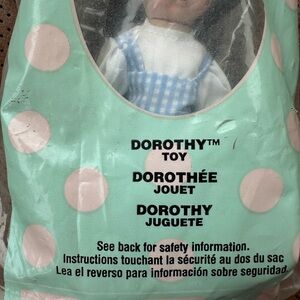 DOROTHY™
TOY
DOROTHÉE
JOUET
DOROTHY
JUGUETE
See back for safety information.
Instructions touchant la sécurité au dos du sac
Lea el reverso para información sobre seguridad